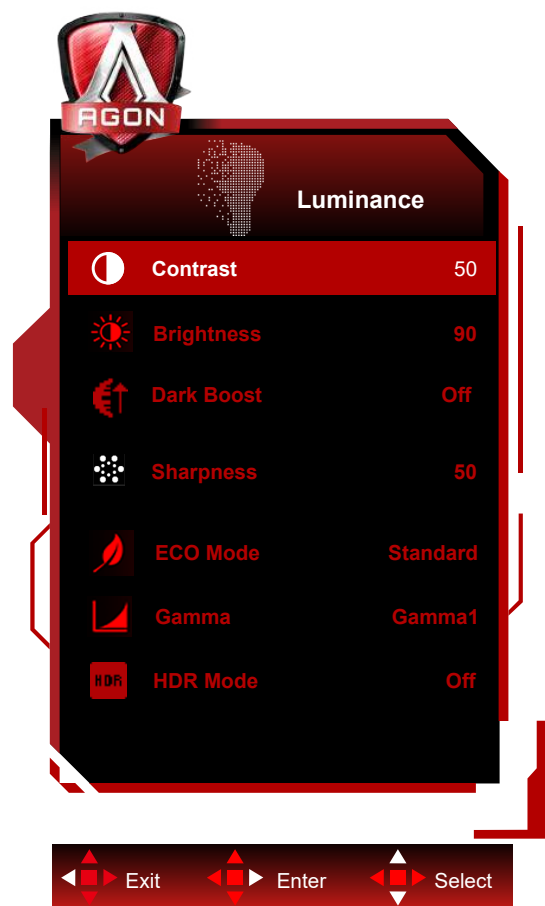 AGON
Luminance
Contrast 50
Brightness 90
Dark Boost Off
Sharpness 50
ECO Mode Standard
Gamma Gamma1
HDR HDR Mode Off
Exit Enter Select